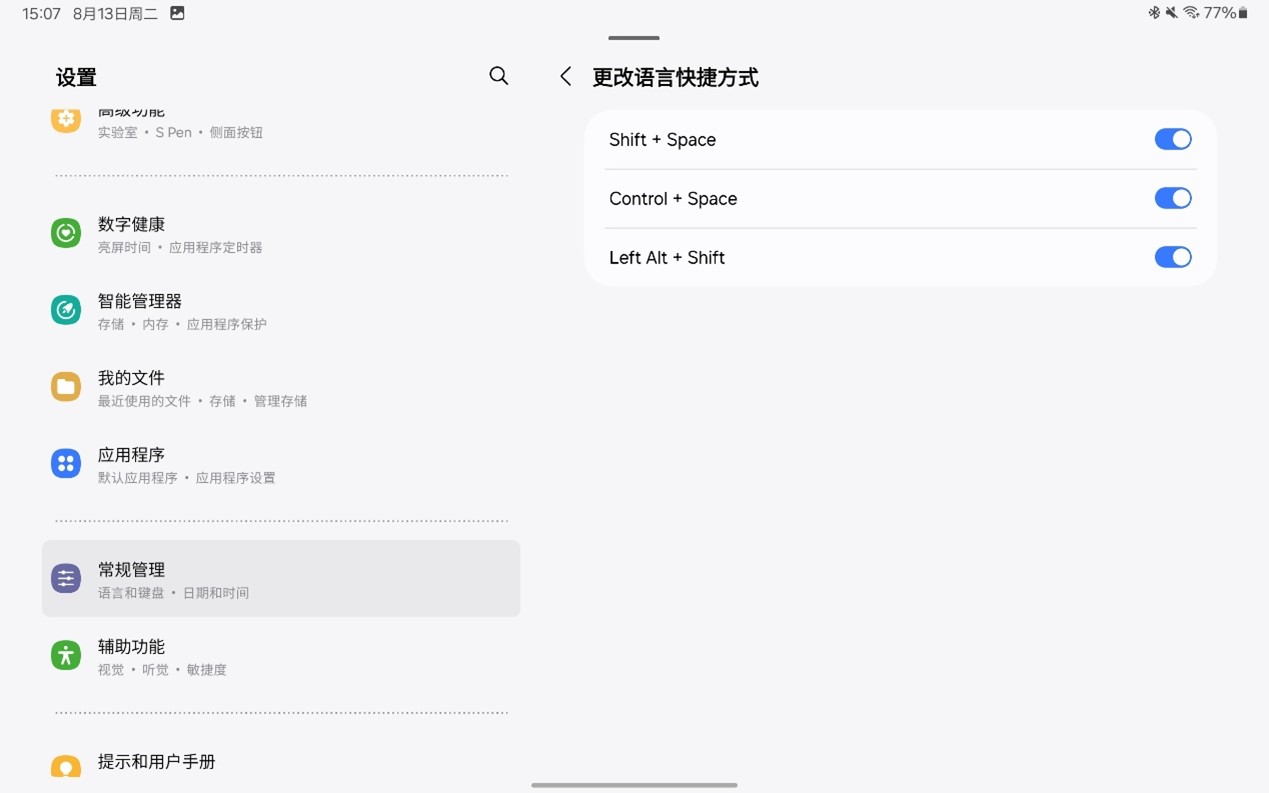 15:07 8月13日周二
77%
设置
高级功能
实验室 • S Pen • 侧面按钮
数字健康
亮屏时间 • 应用程序定时器
智能管理器
存储 • 内存 • 应用程序保护
我的文件
最近使用的文件 • 存储 • 管理存储
应用程序
默认应用程序 • 应用程序设置
常规管理
语言和键盘 • 日期和时间
辅助功能
视觉 • 听觉 • 敏捷度
提示和用户手册
更改语言快捷方式
Shift + Space
Control + Space
Left Alt + Shift